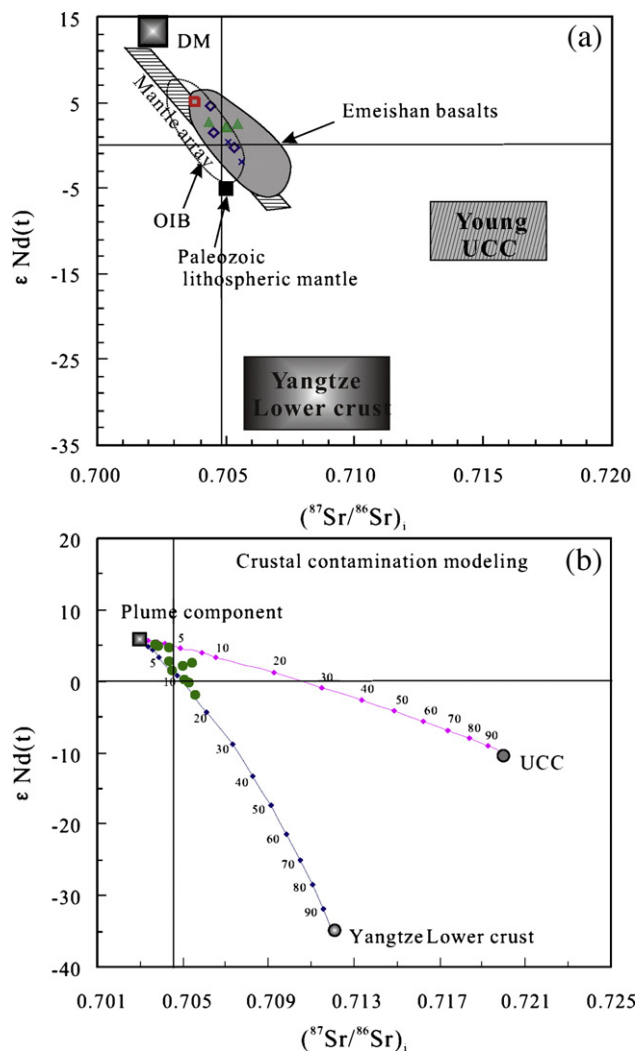 (a)
15
DM
5
Mantle array
Emeishan basalts
-5
OIB
Paleozoic
lithospheric mantle
Young
UCC
-15
ε Nd(t)
-25
Yangtze
Lower crust
-35
0.700 0.705 0.710 0.715 0.720
(⁸⁷Sr/⁸⁶Sr)ᵢ
(b)
20
Crustal contamination modeling
10
Plume component
5 10 20 30 40 50 60 70 80 90
0
5 10 20 30 40 50 60 70 80 90
-10
UCC
ε Nd(t)
-20
-30
Yangtze Lower crust
-40
0.701 0.705 0.709 0.713 0.717 0.721 0.725
(⁸⁷Sr/⁸⁶Sr)ᵢ